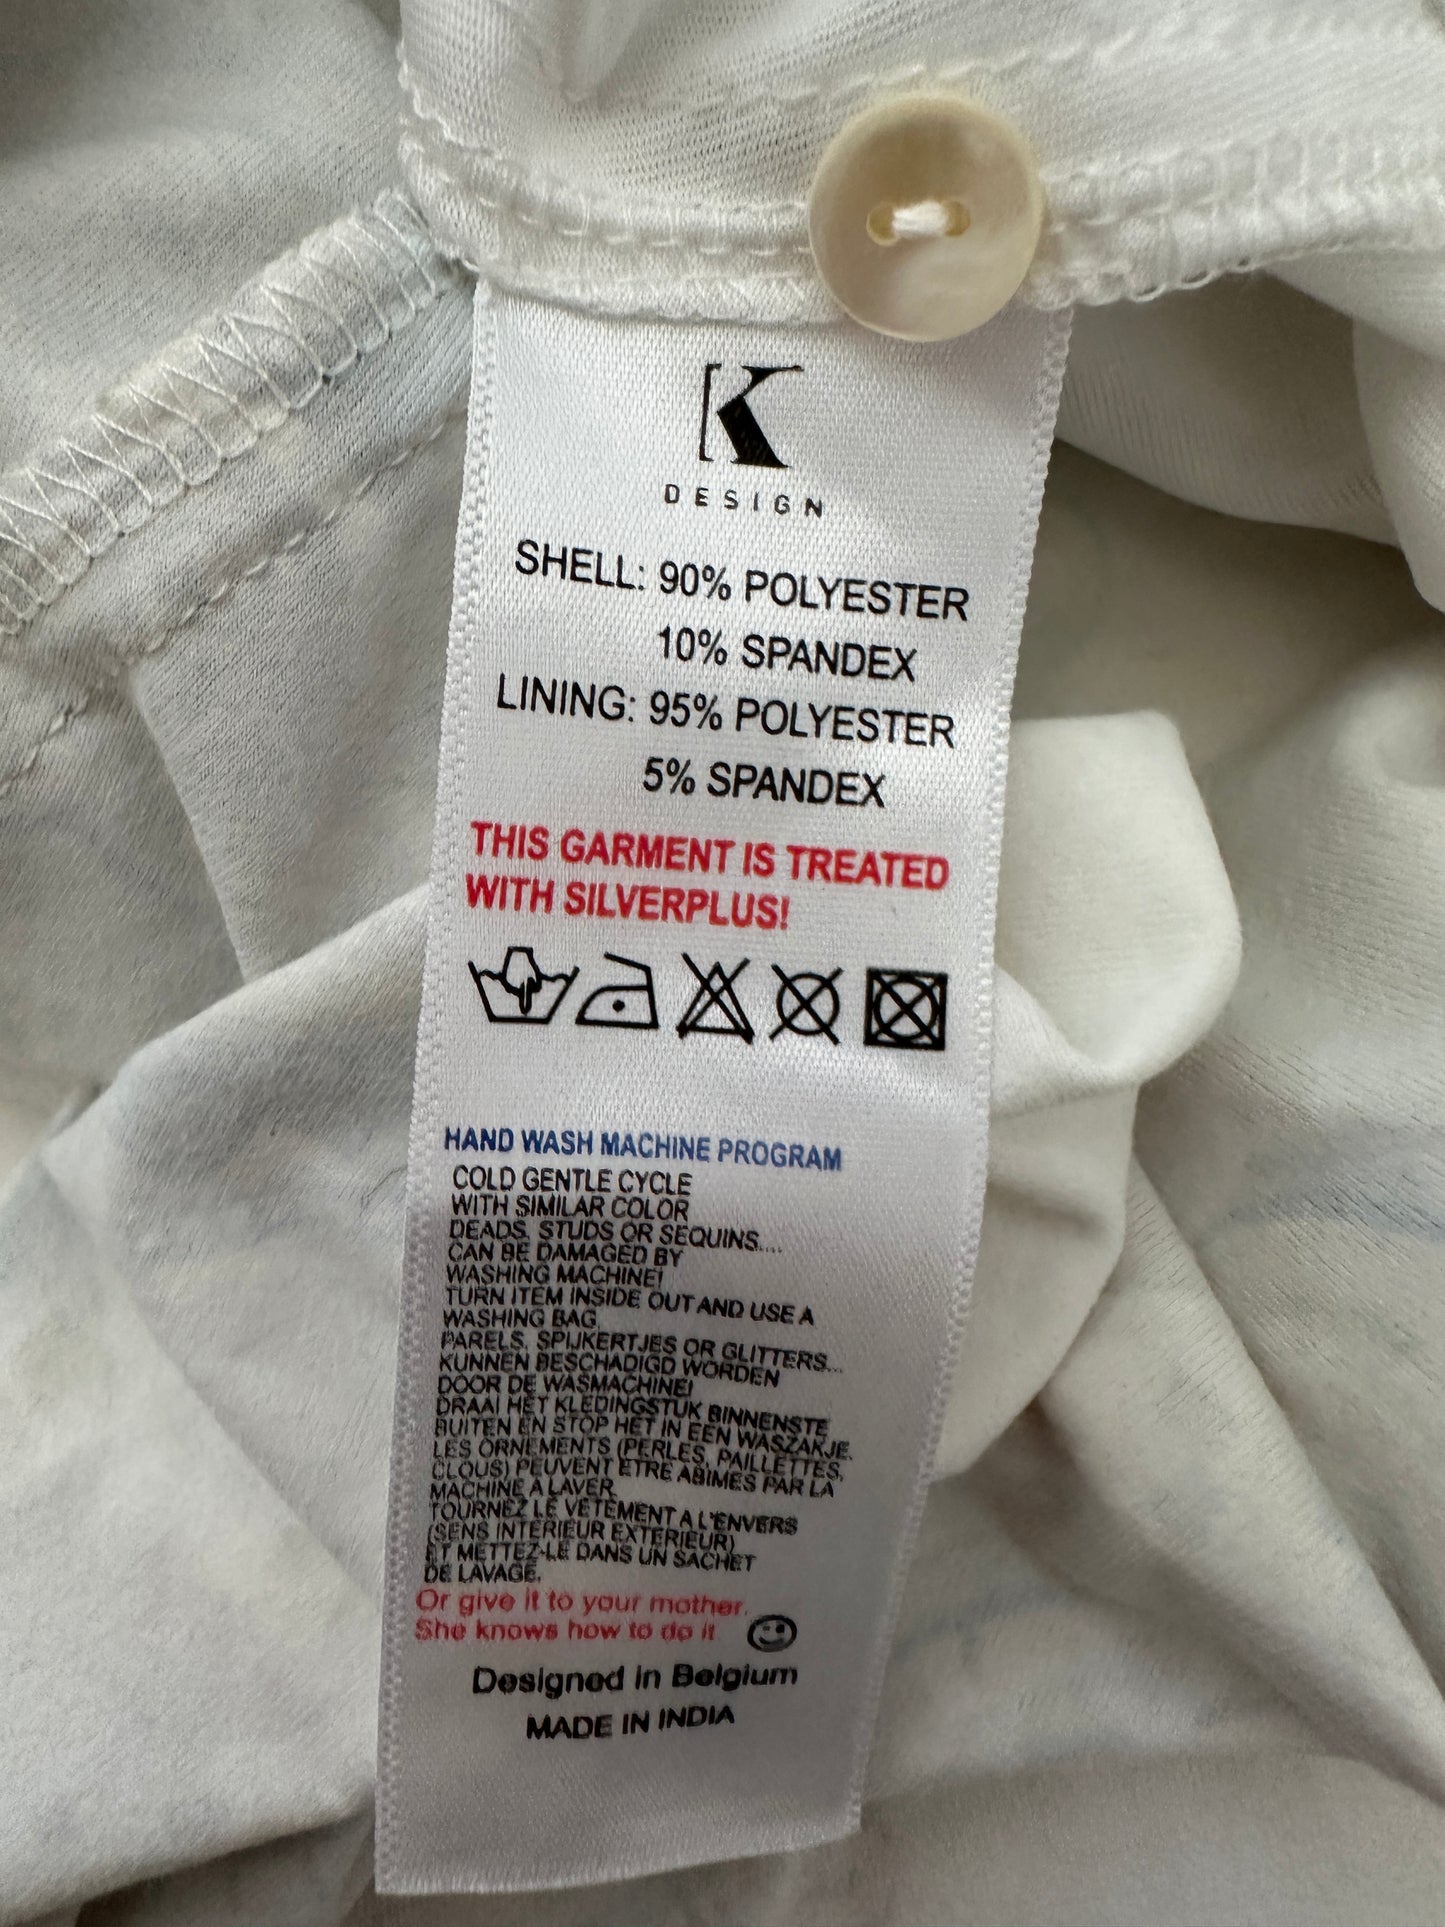 K
DESIGN
SHELL: 90% POLYESTER
10% SPANDEX
LINING: 95% POLYESTER
5% SPANDEX
THIS GARMENT IS TREATED
WITH SILVERPLUS!
HAND WASH MACHINE PROGRAM
COLD GENTLE CYCLE
WITH SIMILAR COLOR
DEADS, STUDS OR SEQUINS....
CAN BE DAMAGED BY
WASHING MACHINE!
TURN ITEM INSIDE OUT AND USE A
WASHING BAG.
PARELS, SPIJKERTJES OR GLITTERS...
KUNNEN BESCHADIGD WORDEN
DOOR DE WASMACHINE!
DRAAI HET KLEDINGSTUK BINNENSTE
BUITEN EN STOP HET IN EEN WASZAKJE.
LES ORNEMENTS (PERLES, PAILLETTES,
CLOUS) PEUVENT ETRE ABIMES PAR LA
MACHINE A LAVER.
TOURNEZ LE VETEMENT A L'ENVERS
(SENS INTERIEUR EXTERIEUR)
ET METTEZ-LE DANS UN SACHET
DE LAVAGE.
Or give it to your mother.
She knows how to do it
Designed in Belgium
MADE IN INDIA